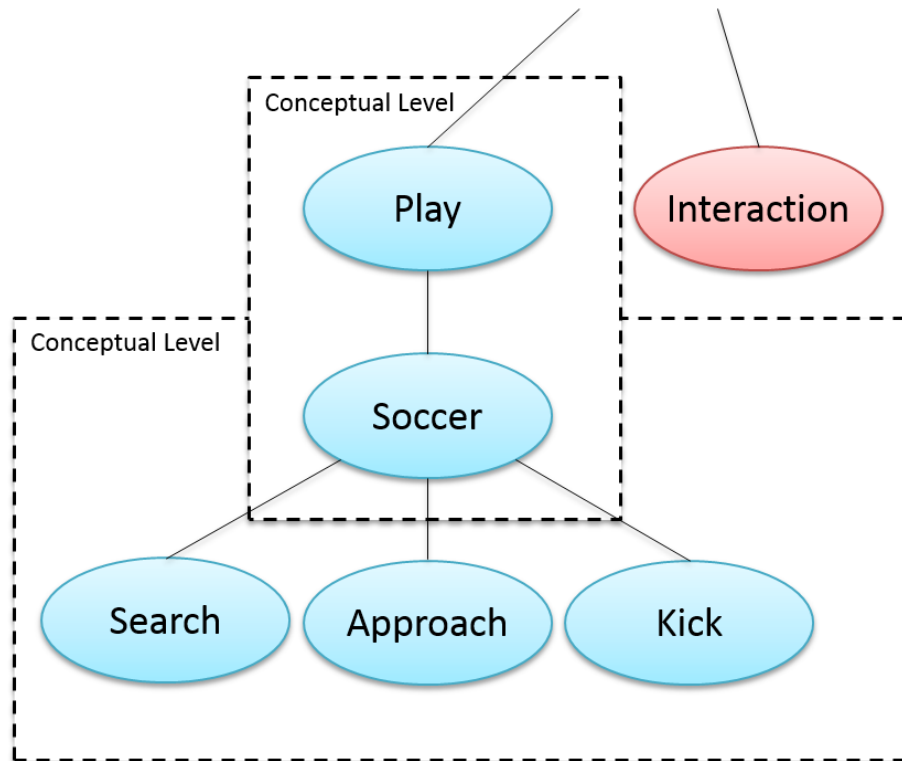 Conceptual Level
Play
Interaction
Conceptual Level
Soccer
Search
Approach
Kick